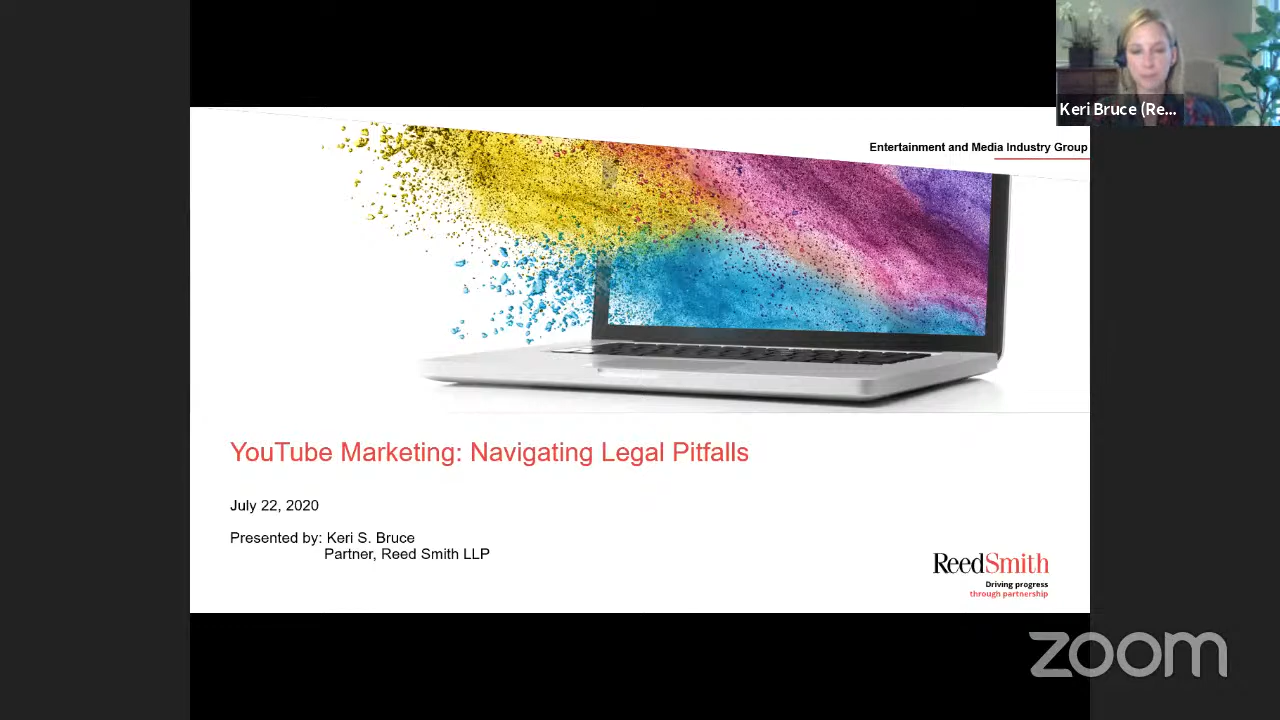 Keri Bruce (Re...
Entertainment and Media Industry Group
YouTube Marketing: Navigating Legal Pitfalls
July 22, 2020
Presented by: Keri S. Bruce
Partner, Reed Smith LLP
ReedSmith
Driving progress
through partnership
zoom